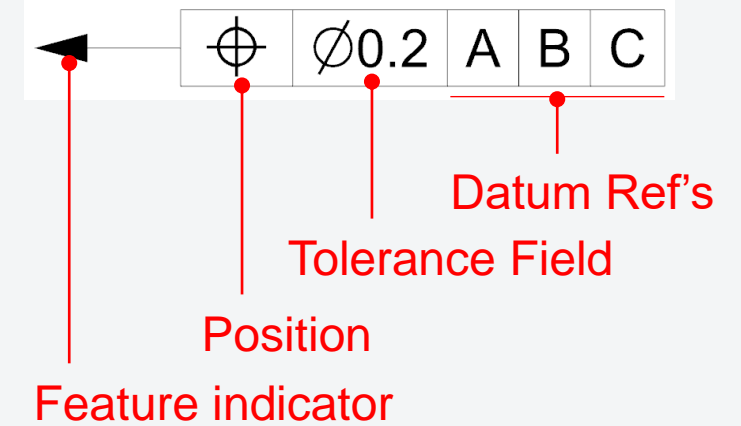 ⌖ ∅0.2 A B C
Datum Ref's
Tolerance Field
Position
Feature indicator